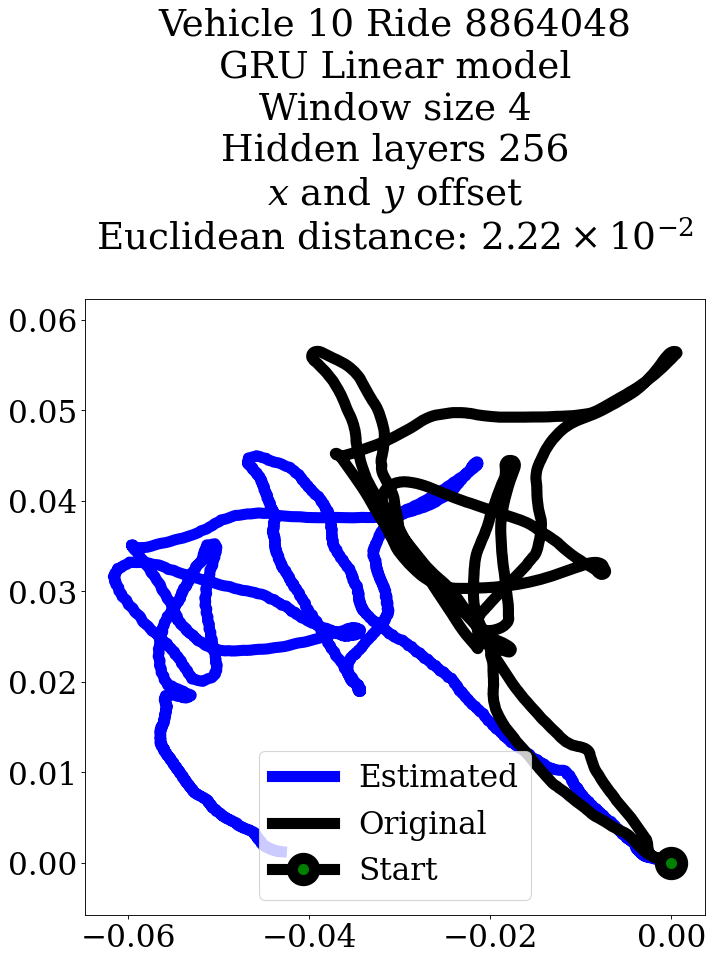 Vehicle 10 Ride 8864048
GRU Linear model
Window size 4
Hidden layers 256
x and y offset
Euclidean distance: 2.22 × 10⁻²
0.06
0.05
0.04
0.03
0.02
0.01
0.00
Estimated
Original
Start
−0.06 −0.04 −0.02 0.00